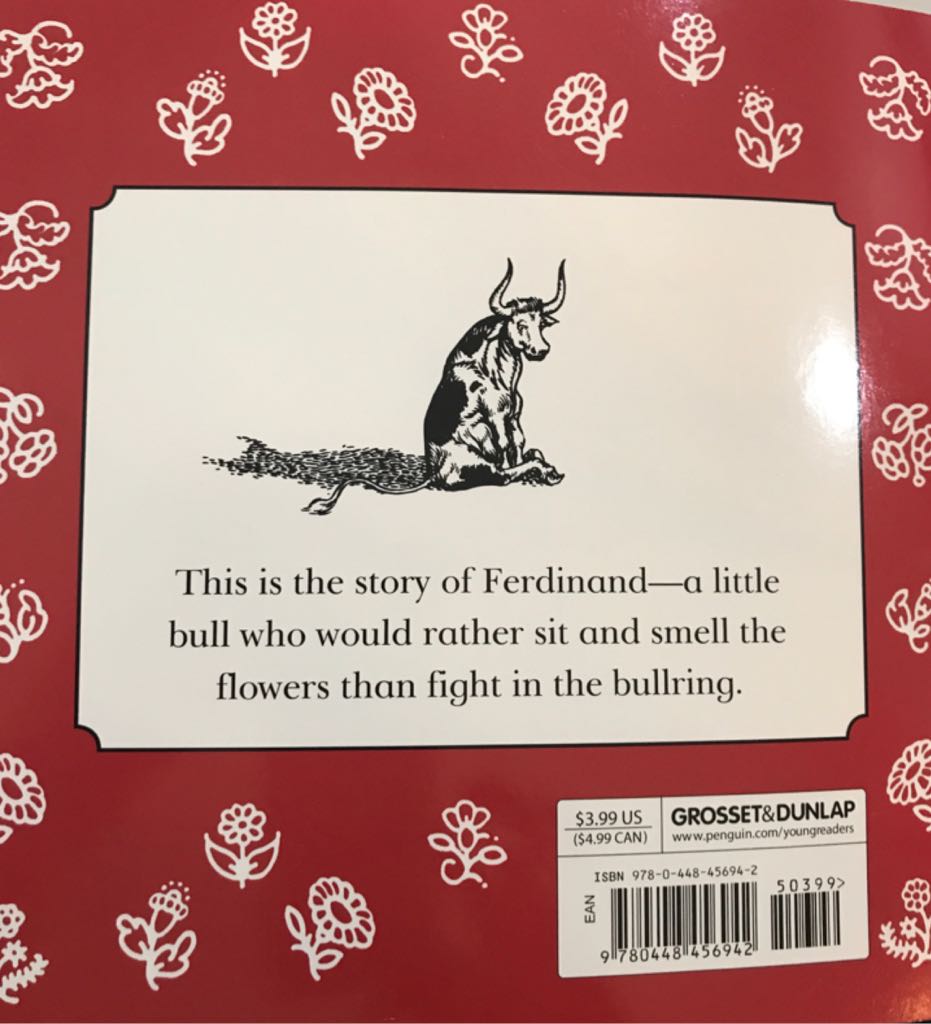 This is the story of Ferdinand—a little
bull who would rather sit and smell the
flowers than fight in the bullring.
$3.99 US
($4.99 CAN)
GROSSET&DUNLAP
www.penguin.com/youngreaders
ISBN 978-0-448-45694-2
50399>
EAN
9 780448 456942